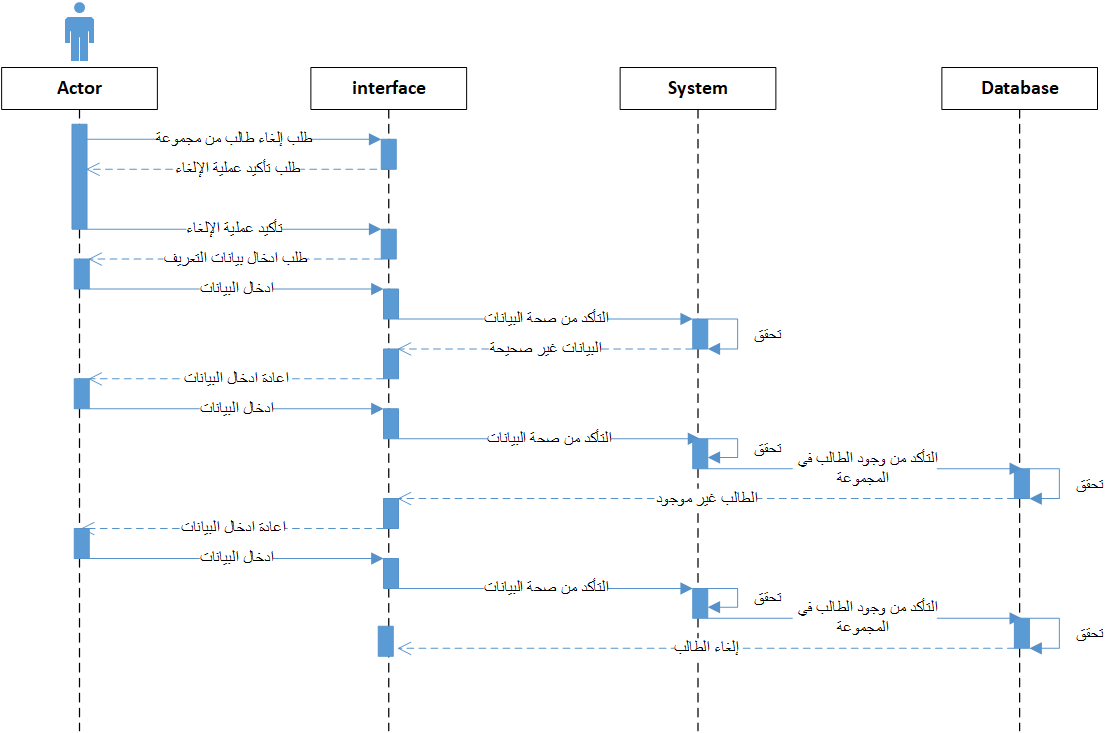 Actor
interface
System
Database
طلب إلغاء طالب من مجموعة
طلب تأكيد عملية الإلغاء
تأكيد عملية الإلغاء
طلب ادخال بيانات التعريف
ادخال البيانات
التأكد من صحة البيانات
تحقق
البيانات غير صحيحة
اعادة ادخال البيانات
ادخال البيانات
التأكد من صحة البيانات
تحقق
التأكد من وجود الطالب في
المجموعة
تحقق
الطالب غير موجود
اعادة ادخال البيانات
ادخال البيانات
التأكد من صحة البيانات
تحقق
التأكد من وجود الطالب في
المجموعة
تحقق
إلغاء الطالب